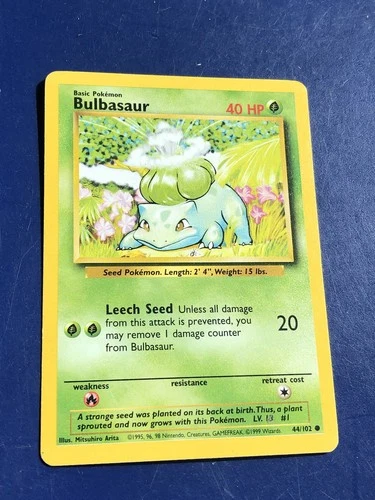 Basic Pokémon
Bulbasaur
40 HP
Seed Pokémon. Length: 2' 4", Weight: 15 lbs.
Leech Seed Unless all damage
from this attack is prevented, you
may remove 1 damage counter
from Bulbasaur.
20
weakness
resistance
retreat cost
A strange seed was planted on its back at birth. Thus, a plant
sprouted and now grows with this Pokémon. LV. 13 #1
Illus. Mitsuhiro Arita ©1995, 96, 98 Nintendo, Creatures, GAMEFREAK. ©1999 Wizards. 44/102